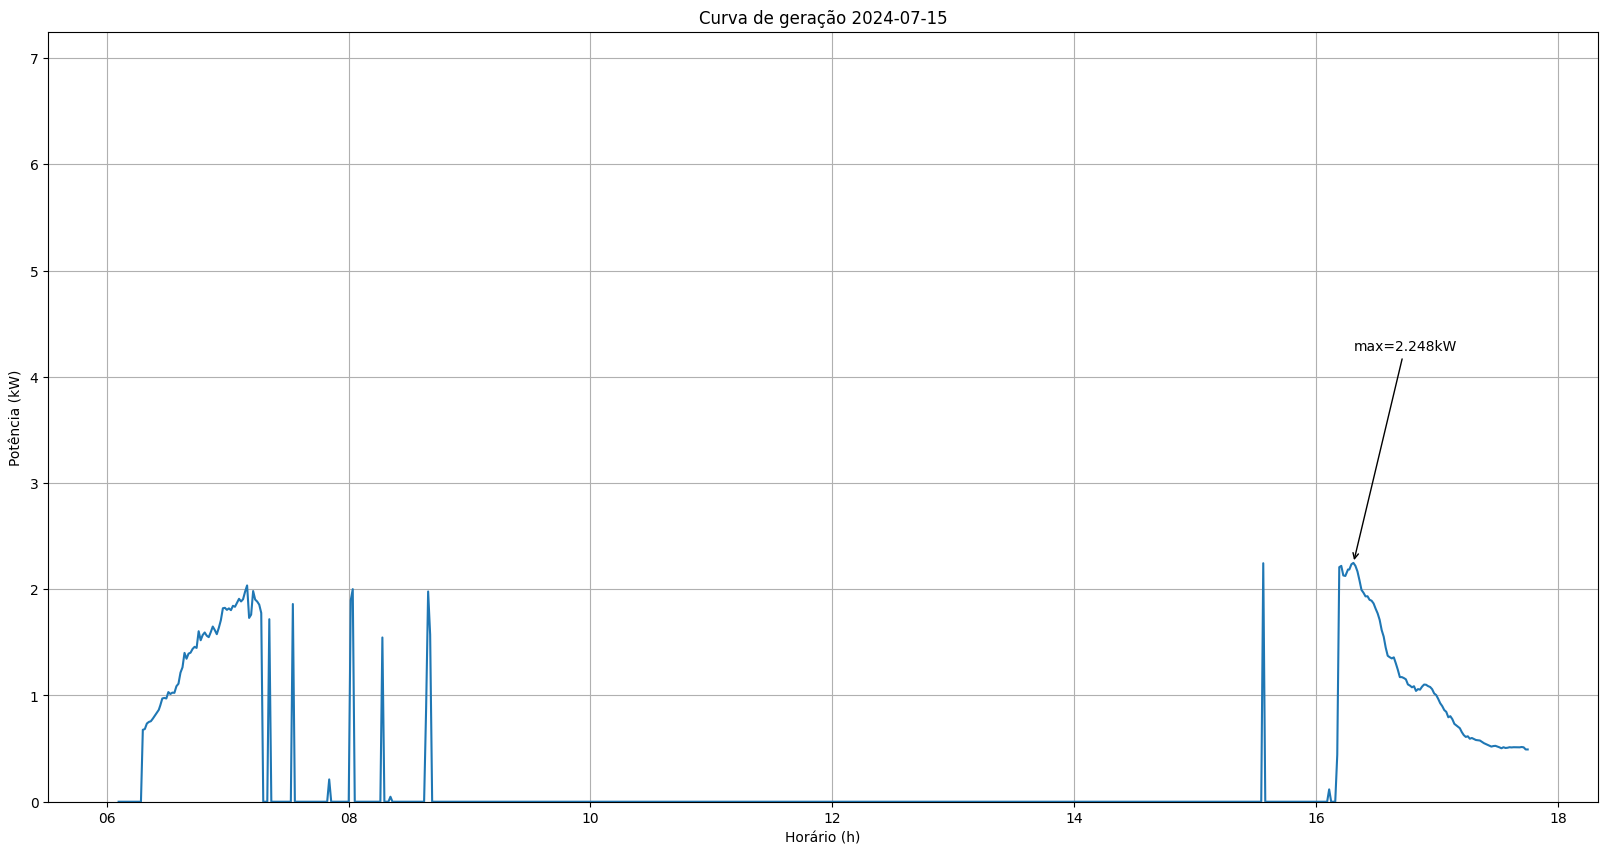 Curva de geração 2024-07-15
7
6
5
4
3
2
1
0
Potência (kW)
max=2.248kW
06 08 10 12 14 16 18
Horário (h)